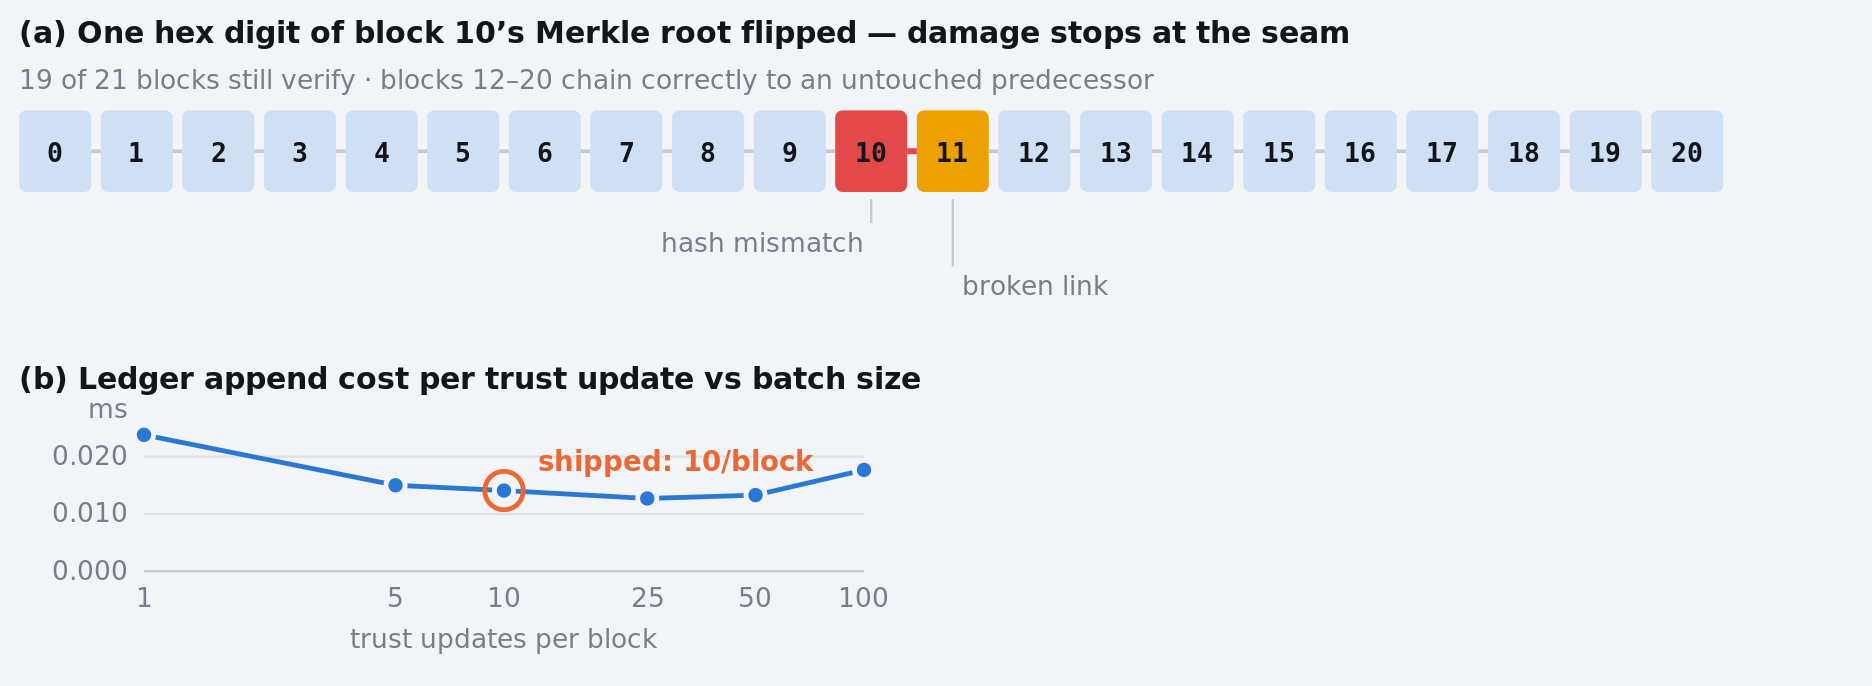 (a) One hex digit of block 10’s Merkle root flipped — damage stops at the seam
19 of 21 blocks still verify · blocks 12–20 chain correctly to an untouched predecessor
0 1 2 3 4 5 6 7 8 9 10 11 12 13 14 15 16 17 18 19 20
hash mismatch
broken link
(b) Ledger append cost per trust update vs batch size
ms
0.020
shipped: 10/block
0.010
0.000
1 5 10 25 50 100
trust updates per block